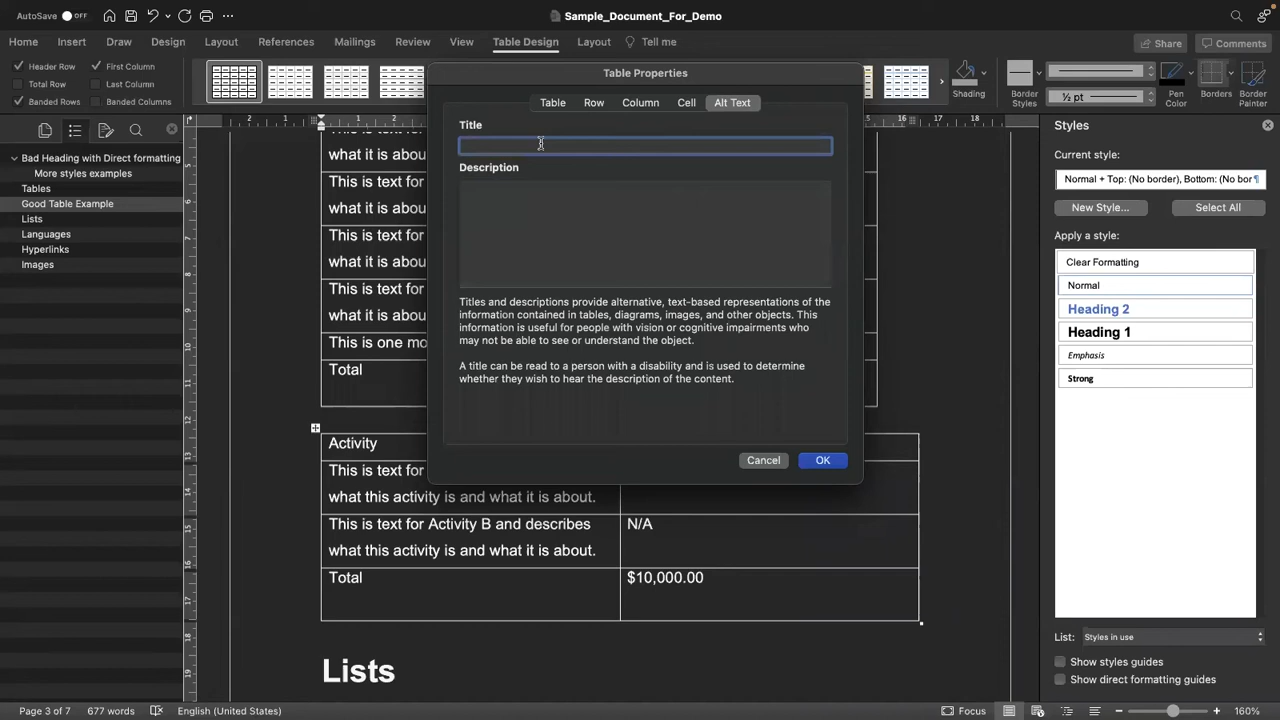 AutoSave OFF
Sample_Document_For_Demo
Home Insert Draw Design Layout References Mailings Review View Table Design Layout Tell me Share Comments
Header Row First Column
Total Row Last Column
Banded Rows Banded Columns
Shading
Border Styles
½ pt
Pen Color
Borders
Border Painter
Bad Heading with Direct formatting
More styles examples
Tables
Good Table Example
Lists
Languages
Hyperlinks
Images
what it is abou
This is text for
what it is abou
This is text for
what it is abou
This is text for
what it is abou
This is one mo
Total
Activity
This is text for
what this activity is and what it is about.
This is text for Activity B and describes
what this activity is and what it is about.
N/A
Total
$10,000.00
Lists
Table Properties
Table Row Column Cell Alt Text
Title
Description
Titles and descriptions provide alternative, text-based representations of the
information contained in tables, diagrams, images, and other objects. This
information is useful for people with vision or cognitive impairments who
may not be able to see or understand the object.
A title can be read to a person with a disability and is used to determine
whether they wish to hear the description of the content.
Cancel OK
Styles
Current style:
Normal + Top: (No border), Bottom: (No bor
New Style... Select All
Apply a style:
Clear Formatting
Normal
Heading 2
Heading 1
Emphasis
Strong
List: Styles in use
Show styles guides
Show direct formatting guides
Page 3 of 7 677 words English (United States) Focus 160%